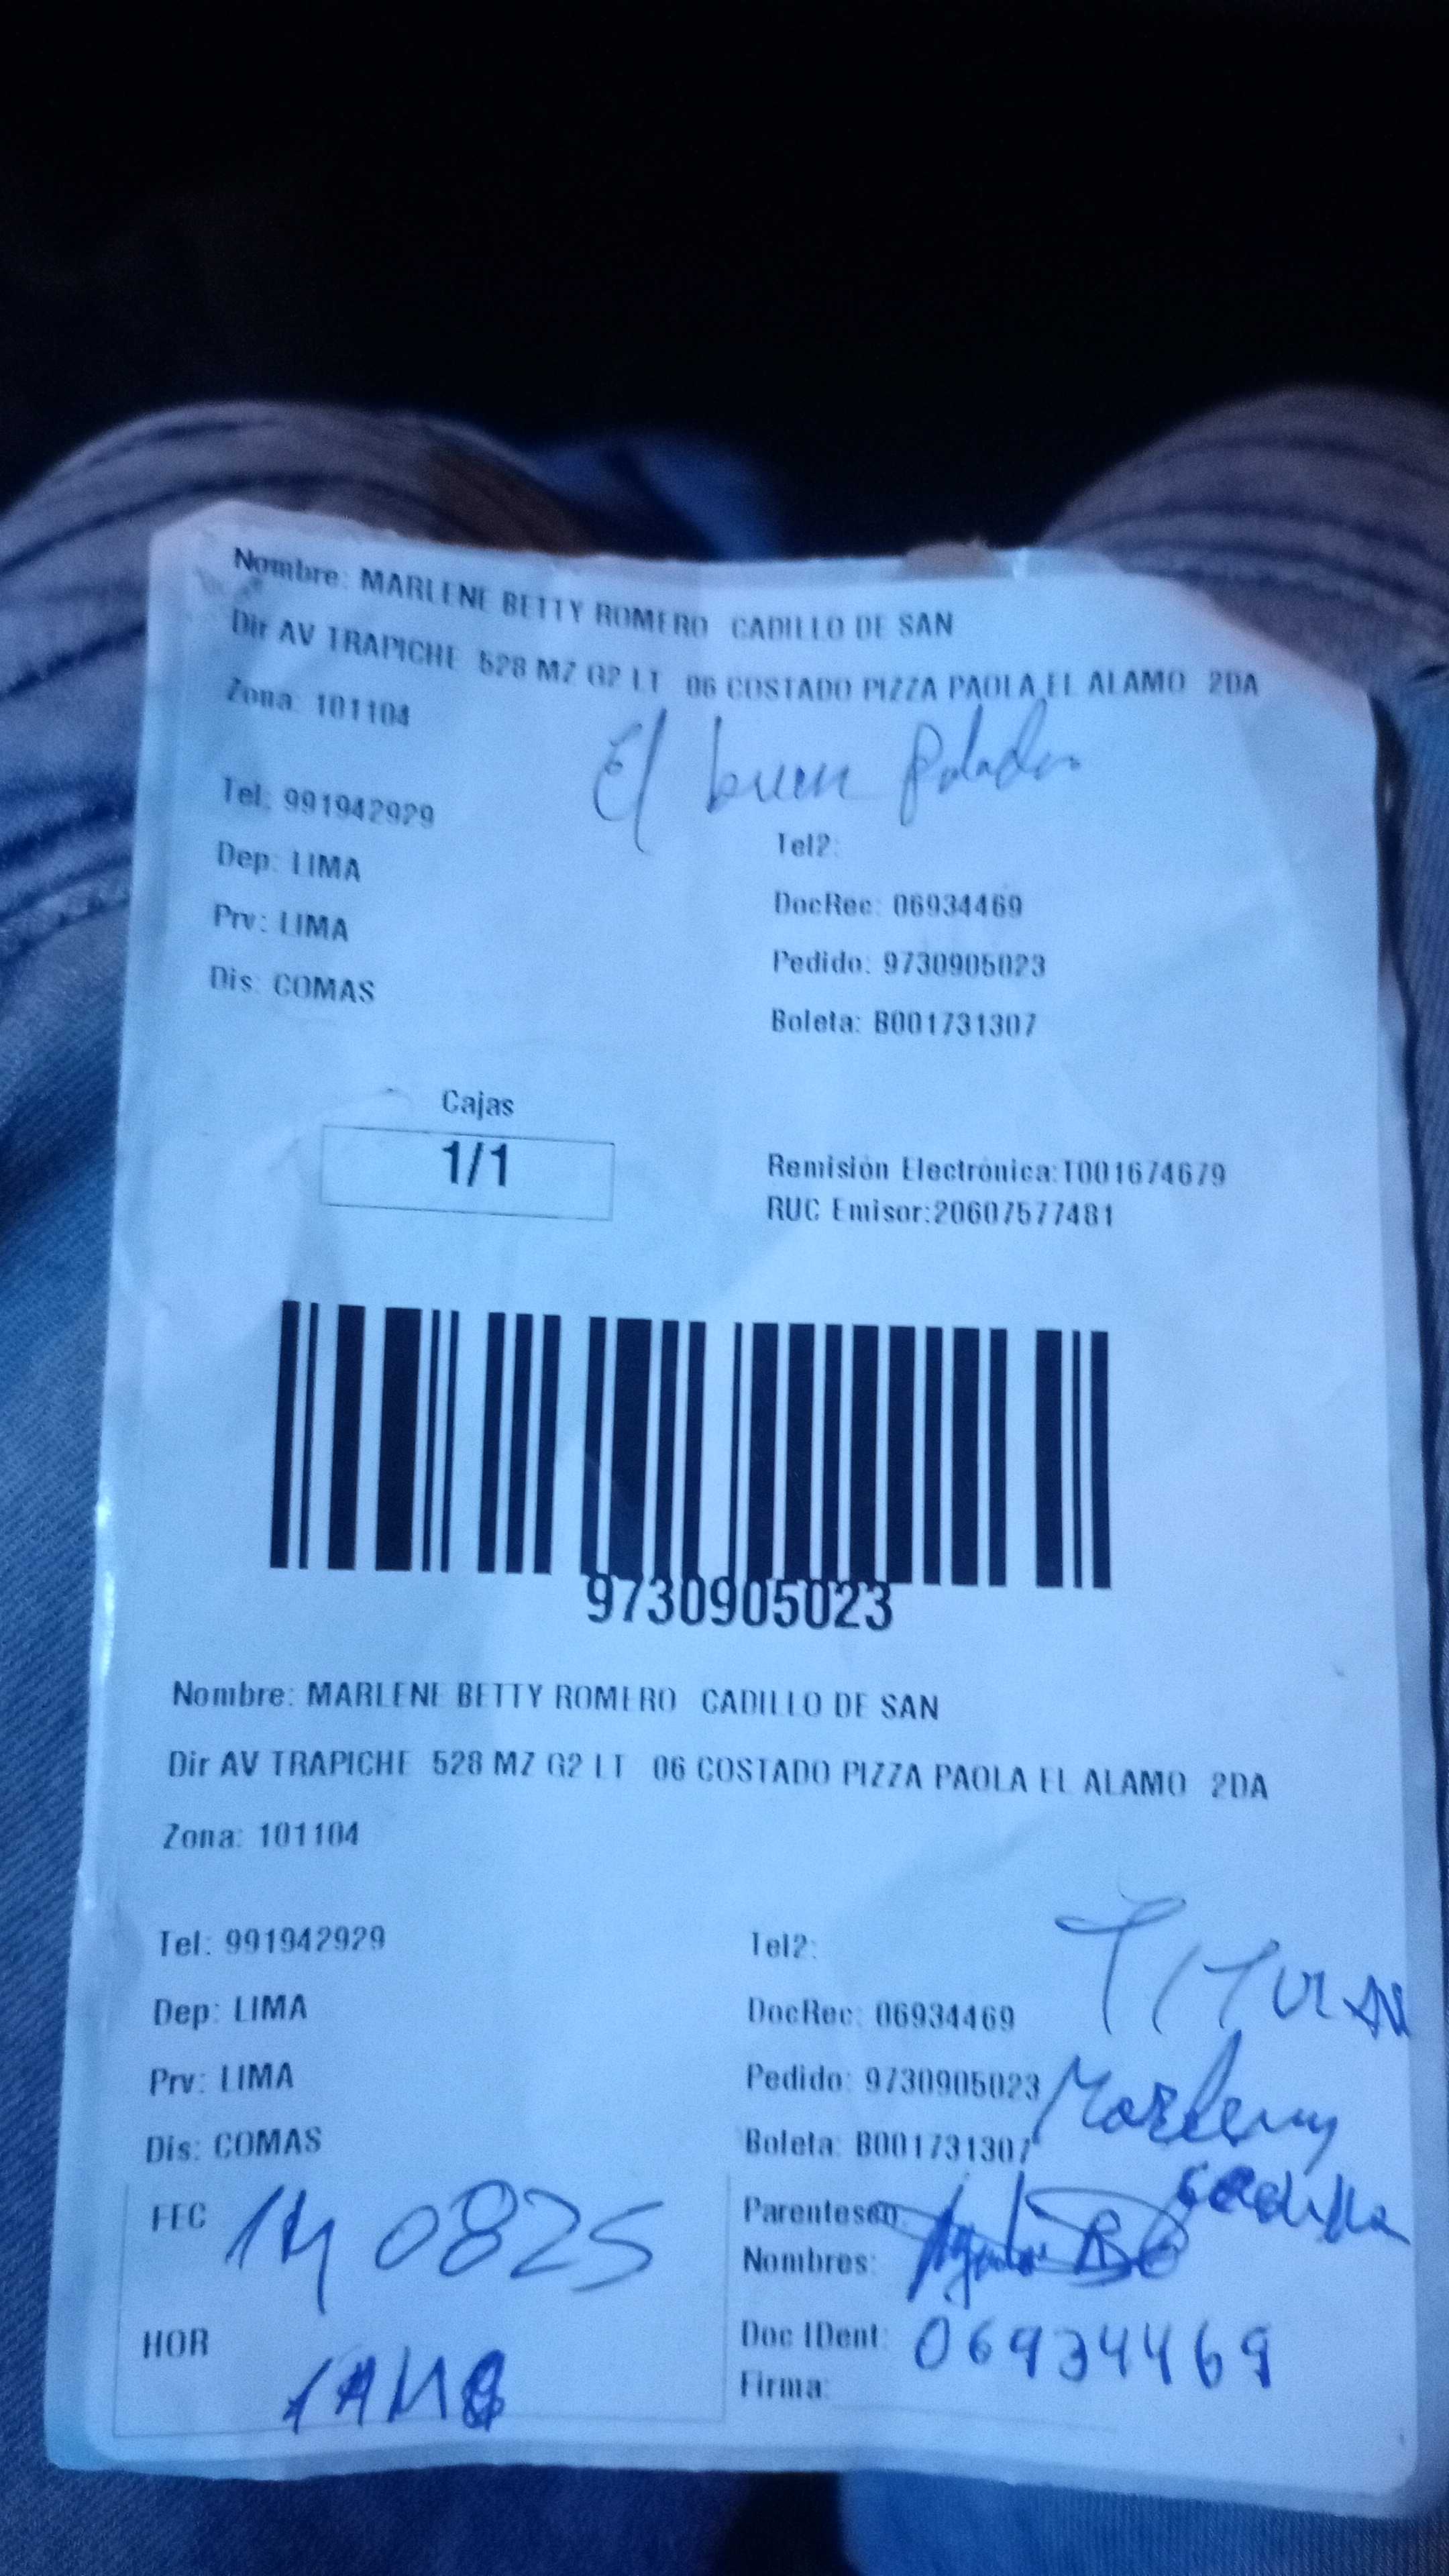 Nombre: MARLENE BETTY ROMERO CADILLO DE SAN
Dir AV TRAPICHE 528 MZ G2 LT 06 COSTADO PIZZA PAOLA EL ALAMO 2DA
Zona: 101104
El buen Paladar
Tel: 991942929
Tel2:
Dep: LIMA
DocRec: 06934469
Prv: LIMA
Pedido: 9730905023
Dis: COMAS
Boleta: B001731307
Cajas
1/1
Remisión Electrónica:T001674679
RUC Emisor:20607577481
9730905023
Nombre: MARLENE BETTY ROMERO CADILLO DE SAN
Dir AV TRAPICHE 528 MZ G2 LT 06 COSTADO PIZZA PAOLA EL ALAMO 2DA
Zona: 101104
Tel: 991942929
Tel2:
TITULAR
Dep: LIMA
DocRec: 06934469
Prv: LIMA
Pedido: 9730905023
Marleny
Dis: COMAS
Boleta: B001731307
Cadillo
FEC 14 0825
Parentesco:
Nombres:
HOR
Doc IDent: 06934469
Firma: